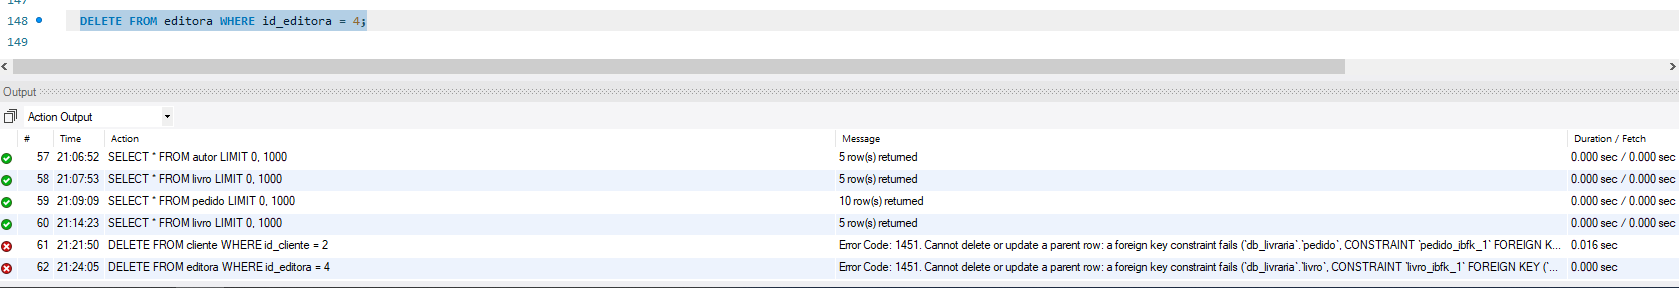 147
148 DELETE FROM editora WHERE id_editora = 4;
149
Output
Action Output
# Time Action Message Duration / Fetch
57 21:06:52 SELECT * FROM autor LIMIT 0, 1000 5 row(s) returned 0.000 sec / 0.000 sec
58 21:07:53 SELECT * FROM livro LIMIT 0, 1000 5 row(s) returned 0.000 sec / 0.000 sec
59 21:09:09 SELECT * FROM pedido LIMIT 0, 1000 10 row(s) returned 0.000 sec / 0.000 sec
60 21:14:23 SELECT * FROM livro LIMIT 0, 1000 5 row(s) returned 0.000 sec / 0.000 sec
61 21:21:50 DELETE FROM cliente WHERE id_cliente = 2 Error Code: 1451. Cannot delete or update a parent row: a foreign key constraint fails (`db_livraria`.`pedido`, CONSTRAINT `pedido_ibfk_1` FOREIGN K... 0.016 sec
62 21:24:05 DELETE FROM editora WHERE id_editora = 4 Error Code: 1451. Cannot delete or update a parent row: a foreign key constraint fails (`db_livraria`.`livro`, CONSTRAINT `livro_ibfk_1` FOREIGN KEY (`... 0.000 sec